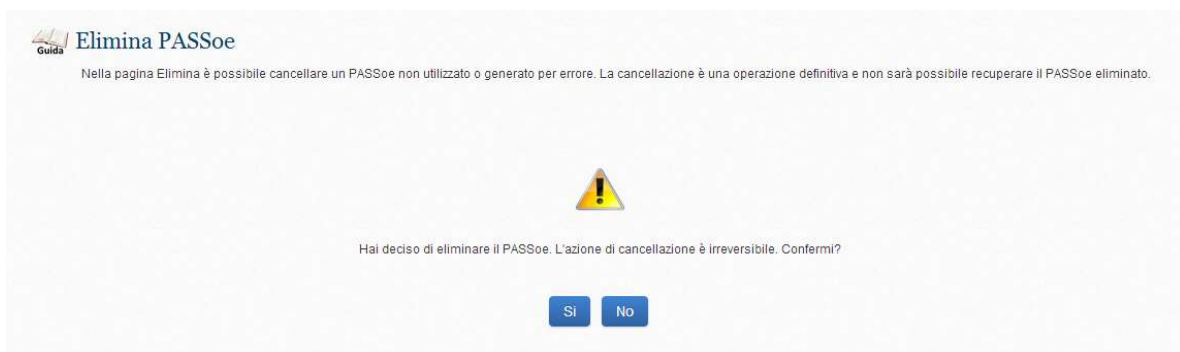 Guida
Elimina PASSoe
Nella pagina Elimina è possibile cancellare un PASSoe non utilizzato o generato per errore. La cancellazione è una operazione definitiva e non sarà possibile recuperare il PASSoe eliminato.
Hai deciso di eliminare il PASSoe. L'azione di cancellazione è irreversibile. Confermi?
Si No